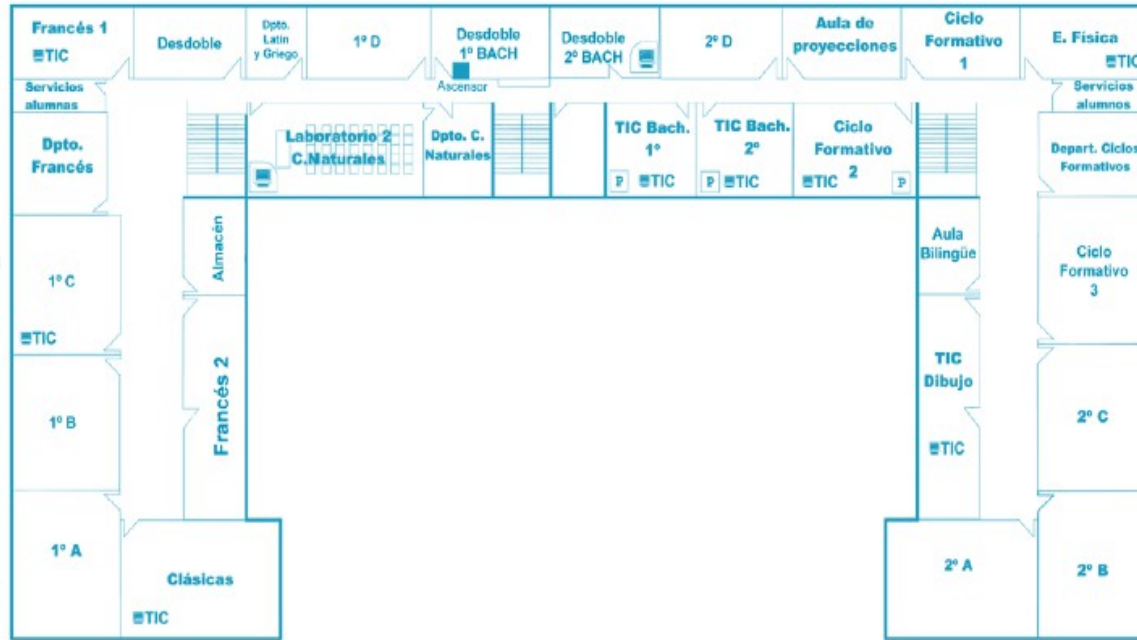 Francés 1
TIC
Desdoble
Dpto.
Latin
y Griego
1º D
Desdoble
1º BACH
Desdoble
2º BACH
2º D
Aula de
proyecciones
Ciclo
Formativo
1
E. Física
TIC
Ascensor
Servicios
alumnas
Servicios
alumnos
Dpto.
Francés
Laboratorio 2
C.Naturales
Dpto. C.
Naturales
TIC Bach.
1º
P
TIC
TIC Bach.
2º
P
TIC
Ciclo
Formativo
2
TIC
P
Depart. Ciclos
Formativos
Almacén
Aula
Bilingüe
1º C
TIC
Ciclo
Formativo
3
Francés 2
TIC
Dibujo
TIC
1º B
2º C
1º A
Clásicas
TIC
2º A
2º B